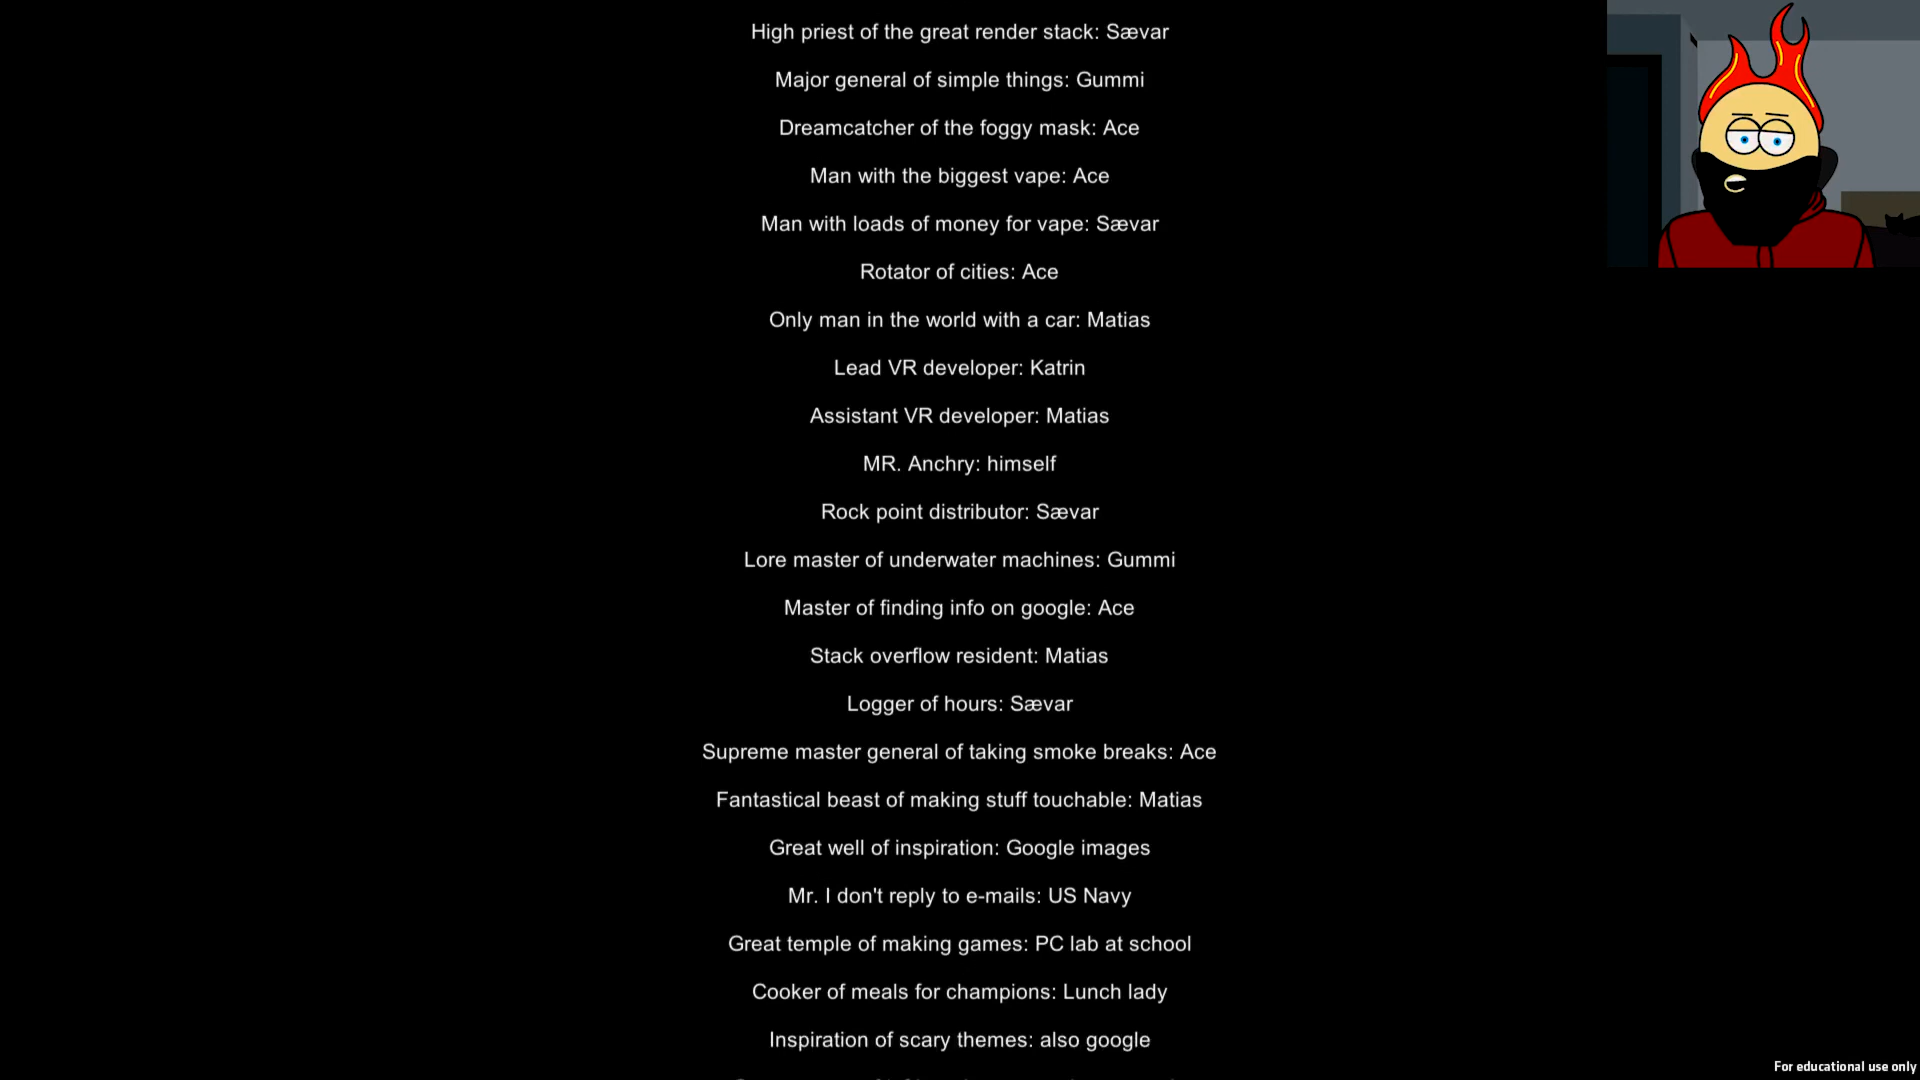 High priest of the great render stack: Sævar
Major general of simple things: Gummi
Dreamcatcher of the foggy mask: Ace
Man with the biggest vape: Ace
Man with loads of money for vape: Sævar
Rotator of cities: Ace
Only man in the world with a car: Matias
Lead VR developer: Katrin
Assistant VR developer: Matias
MR. Anchry: himself
Rock point distributor: Sævar
Lore master of underwater machines: Gummi
Master of finding info on google: Ace
Stack overflow resident: Matias
Logger of hours: Sævar
Supreme master general of taking smoke breaks: Ace
Fantastical beast of making stuff touchable: Matias
Great well of inspiration: Google images
Mr. I don't reply to e-mails: US Navy
Great temple of making games: PC lab at school
Cooker of meals for champions: Lunch lady
Inspiration of scary themes: also google
For educational use only